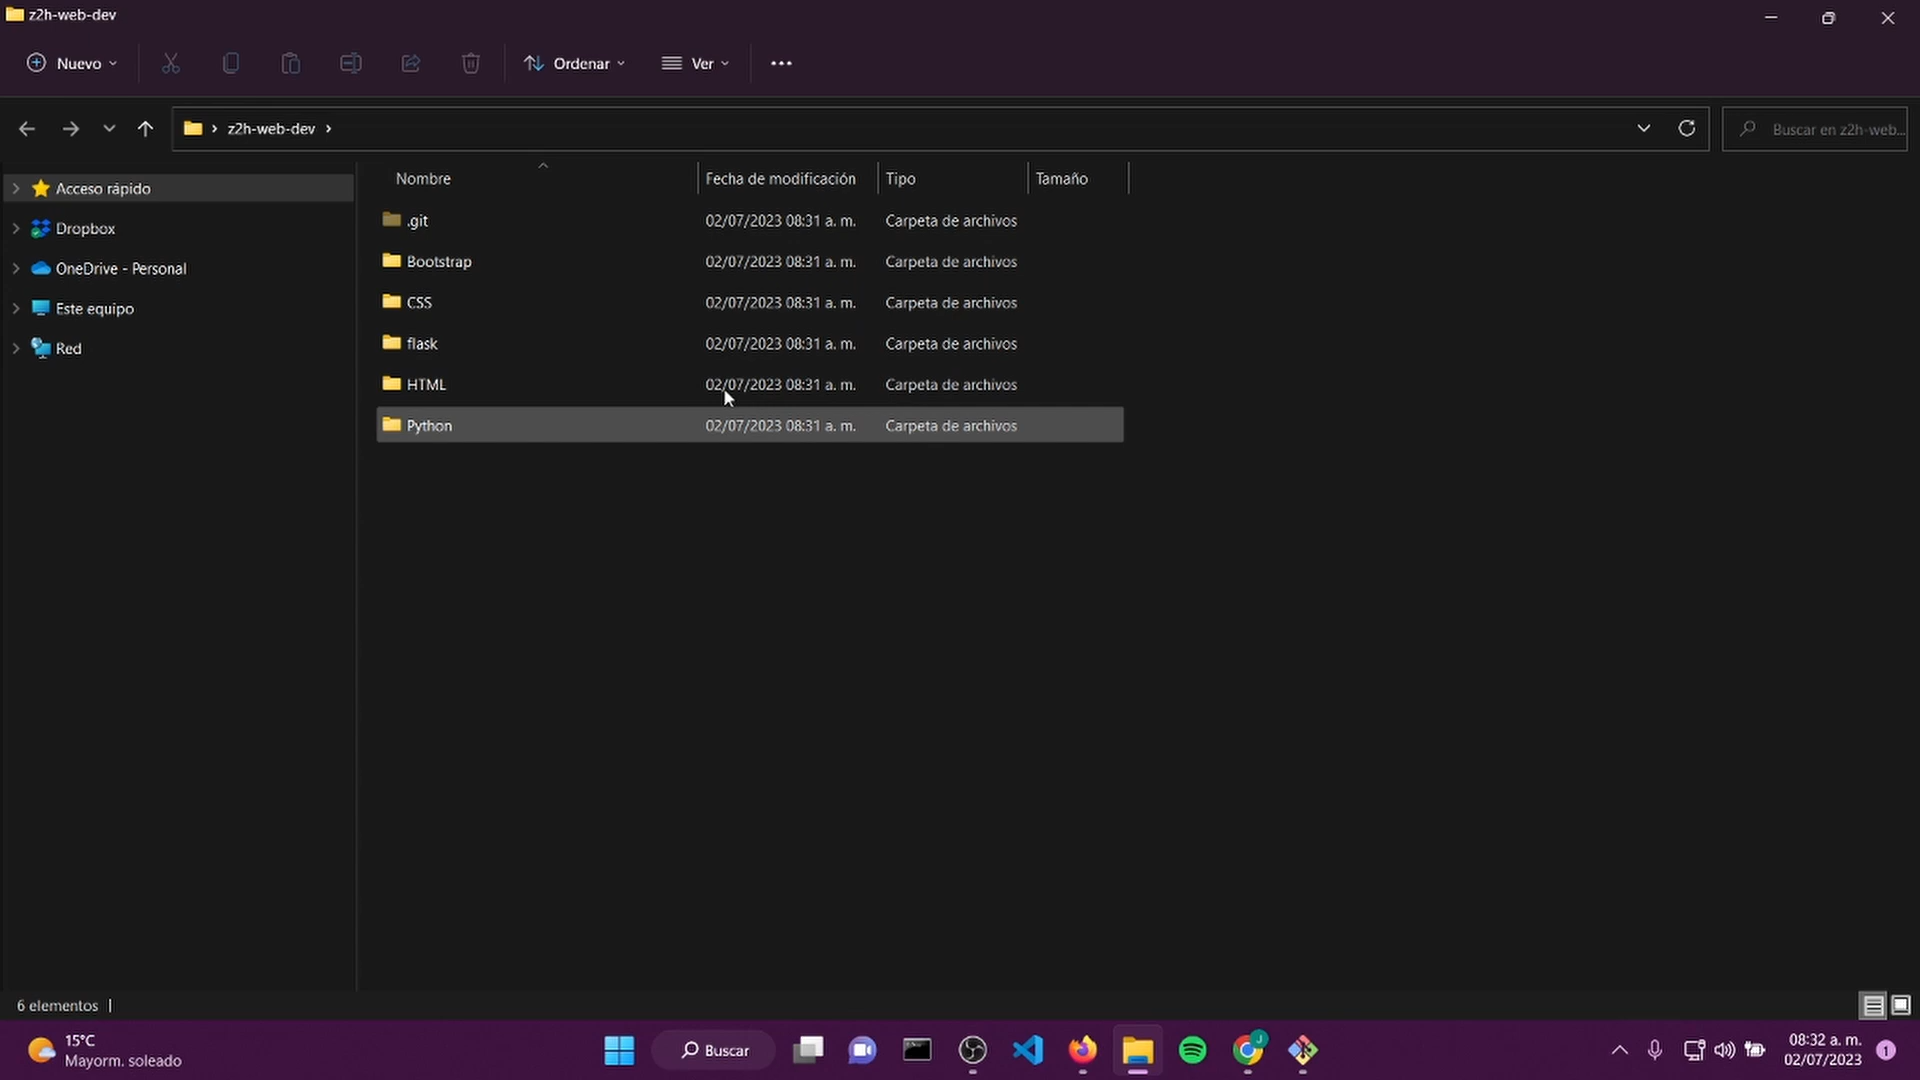 z2h-web-dev
Nuevo
Ordenar
Ver
z2h-web-dev
Buscar en z2h-web...
Acceso rápido
Dropbox
OneDrive - Personal
Este equipo
Red
Nombre Fecha de modificación Tipo Tamaño
.git 02/07/2023 08:31 a. m. Carpeta de archivos
Bootstrap 02/07/2023 08:31 a. m. Carpeta de archivos
CSS 02/07/2023 08:31 a. m. Carpeta de archivos
flask 02/07/2023 08:31 a. m. Carpeta de archivos
HTML 02/07/2023 08:31 a. m. Carpeta de archivos
Python 02/07/2023 08:31 a. m. Carpeta de archivos
6 elementos
15°C
Mayorm. soleado
Buscar
J
08:32 a. m.
02/07/2023
1